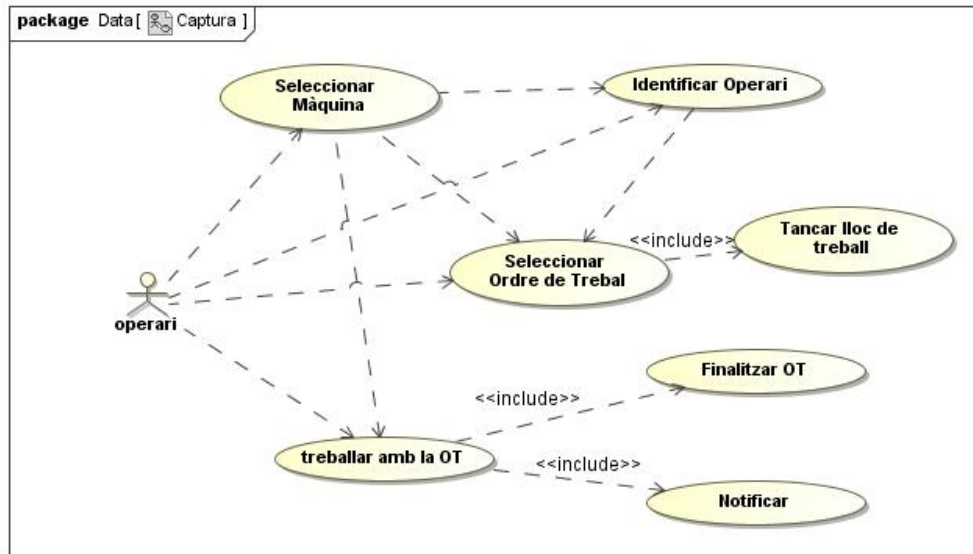 package Data[ Captura ]
Seleccionar
Màquina
Identificar Operari
Tancar lloc de
treball
<<include>>
Seleccionar
Ordre de Trebal
operari
Finalitzar OT
<<include>>
treballar amb la OT
<<include>>
Notificar